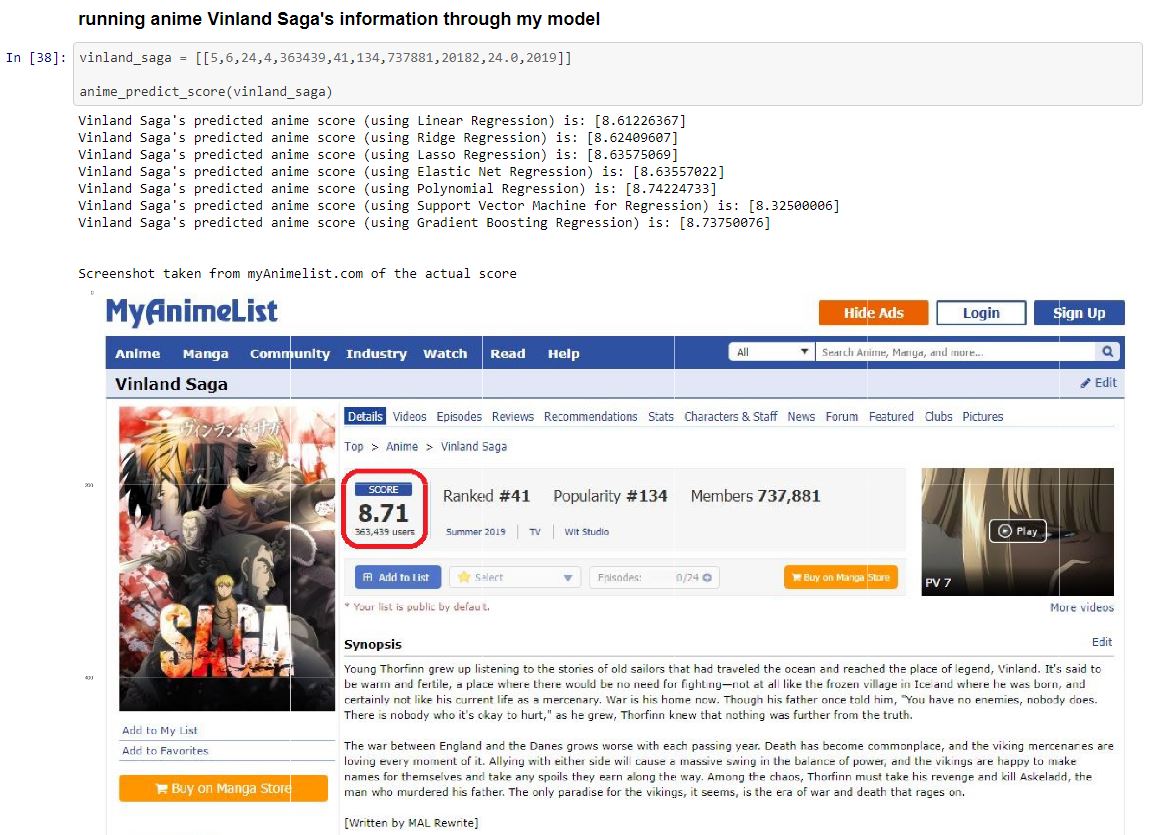 running anime Vinland Saga's information through my model
In [38]: vinland_saga = [[5,6,24,4,363439,41,134,737881,20182,24.0,2019]]
anime_predict_score(vinland_saga)
Vinland Saga's predicted anime score (using Linear Regression) is: [8.61226367]
Vinland Saga's predicted anime score (using Ridge Regression) is: [8.62409607]
Vinland Saga's predicted anime score (using Lasso Regression) is: [8.63575069]
Vinland Saga's predicted anime score (using Elastic Net Regression) is: [8.63557022]
Vinland Saga's predicted anime score (using Polynomial Regression) is: [8.74224733]
Vinland Saga's predicted anime score (using Support Vector Machine for Regression) is: [8.32500006]
Vinland Saga's predicted anime score (using Gradient Boosting Regression) is: [8.73750076]
Screenshot taken from myAnimelist.com of the actual score
0
MyAnimeList
Hide Ads Login Sign Up
Anime Manga Community Industry Watch Read Help All Search Anime, Manga, and more...
Vinland Saga Edit
ヴィンランド・サガ
SAGA
Details Videos Episodes Reviews Recommendations Stats Characters & Staff News Forum Featured Clubs Pictures
Top > Anime > Vinland Saga
200
SCORE
8.71
363,439 users
Ranked #41 Popularity #134 Members 737,881
Summer 2019 TV Wit Studio
Play
PV 7
Add to List Select Episodes: 0/24 Buy on Manga Store
* Your list is public by default.
More videos
Synopsis Edit
Young Thorfinn grew up listening to the stories of old sailors that had traveled the ocean and reached the place of legend, Vinland. It's said to
be warm and fertile, a place where there would be no need for fighting—not at all like the frozen village in Iceland where he was born, and
certainly not like his current life as a mercenary. War is his home now. Though his father once told him, "You have no enemies, nobody does.
There is nobody who it's okay to hurt," as he grew, Thorfinn knew that nothing was further from the truth.
400
The war between England and the Danes grows worse with each passing year. Death has become commonplace, and the viking mercenaries are
loving every moment of it. Allying with either side will cause a massive swing in the balance of power, and the vikings are happy to make
names for themselves and take any spoils they earn along the way. Among the chaos, Thorfinn must take his revenge and kill Askeladd, the
man who murdered his father. The only paradise for the vikings, it seems, is the era of war and death that rages on.
[Written by MAL Rewrite]
Add to My List
Add to Favorites
Buy on Manga Store